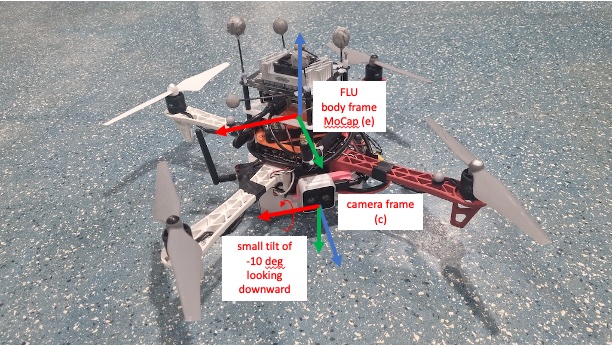 FLU
body frame
MoCap (e)
camera frame
(c)
small tilt of
-10 deg
looking
downward